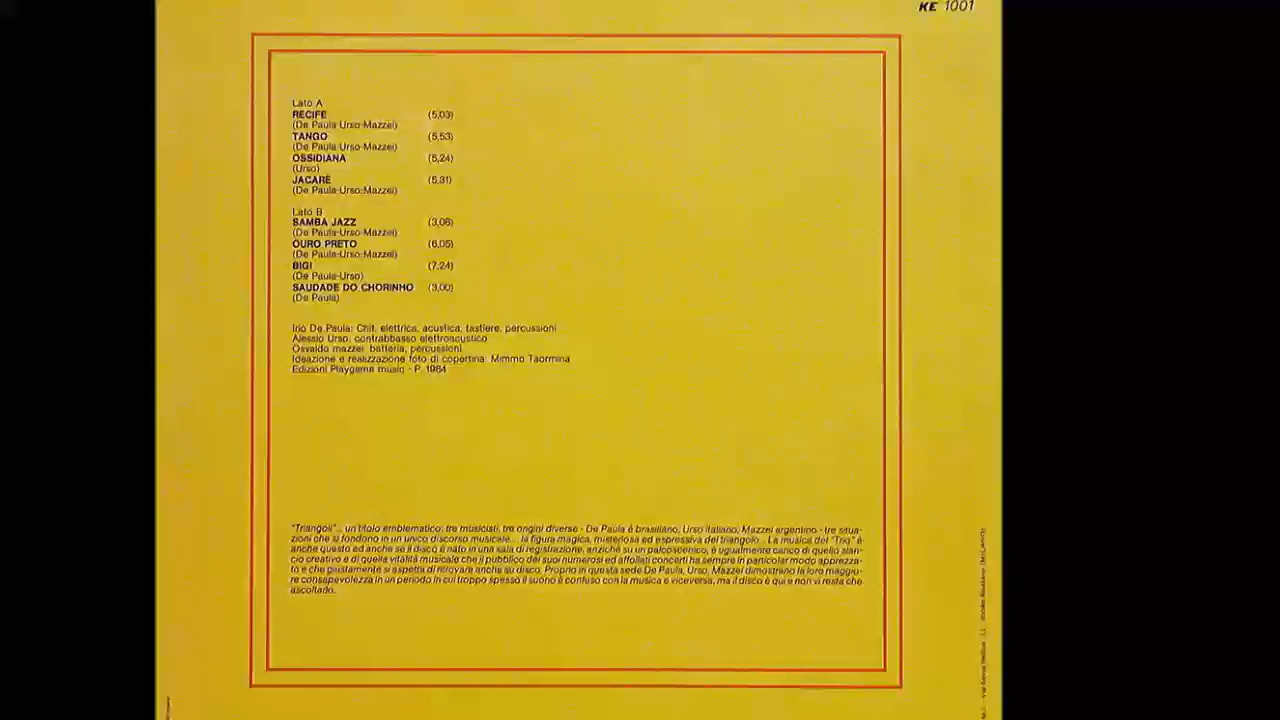 KE 1001
Lato A
RECIFE (5,03)
(De Paula-Urso-Mazzei)
TANGO (5,53)
(De Paula-Urso-Mazzei)
OSSIDIANA (5,24)
(Urso)
JACARÈ (5,31)
(De Paula-Urso-Mazzei)
Lato B
SAMBA JAZZ (3,06)
(De Paula-Urso-Mazzei)
OURO PRETO (6,05)
(De Paula-Urso-Mazzei)
BIGI (7,24)
(De Paula-Urso)
SAUDADE DO CHORINHO (3,00)
(De Paula)
Irio De Paula: Chit. elettrica, acustica, tastiere, percussioni
Alessio Urso, contrabbasso elettroacustico
Osvaldo mazzei batteria, percussioni
Ideazione e realizzazione foto di copertina: Mimmo Taormina
Edizioni Playgame music - P. 1984
"Triangoli"... un titolo emblematico: tre musicisti, tre origini diverse - De Paula è brasiliano, Urso italiano, Mazzei argentino - tre situa-
zioni che si fondono in un unico discorso musicale... la figura magica, misteriosa ed espressiva del triangolo... La musica del "Trio" è
anche questo ed anche se il disco è nato in una sala di registrazione, anziché su un palcoscenico, è ugualmente carico di quello slan-
cio creativo e di quella vitalità musicale che il pubblico dei suoi numerosi ed affollati concerti ha sempre in particolar modo apprezza-
to e che giustamente si aspetta di ritrovare anche su disco. Proprio in questa sede De Paula, Urso, Mazzei dimostrano la loro maggio-
re consapevolezza in un periodo in cui troppo spesso il suono è confuso con la musica e viceversa, ma il disco è qui e non vi resta che
ascoltarlo.